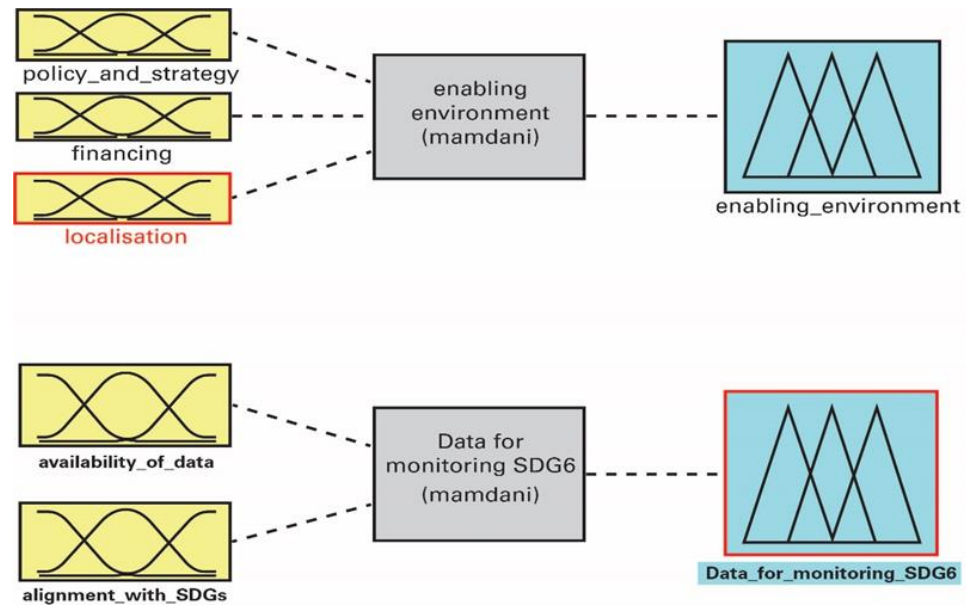 policy_and_strategy
financing
localisation
enabling
environment
(mamdani)
enabling_environment
availability_of_data
alignment_with_SDGs
Data for
monitoring SDG6
(mamdani)
Data_for_monitoring_SDG6